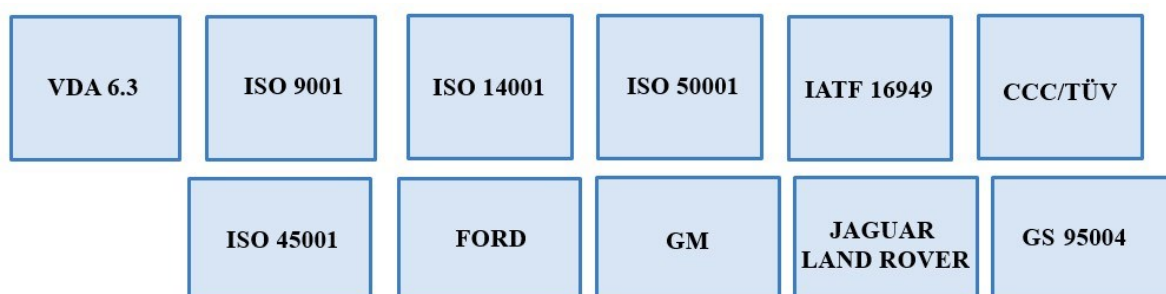 VDA 6.3
ISO 9001
ISO 14001
ISO 50001
IATF 16949
CCC/TÜV
ISO 45001
FORD
GM
JAGUAR
LAND ROVER
GS 95004